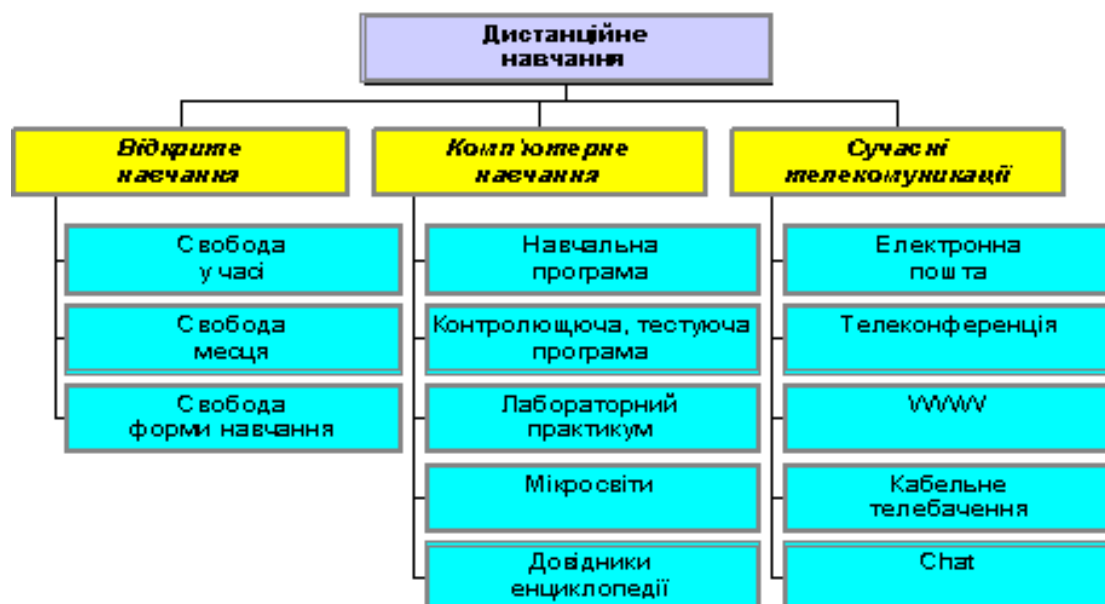 Дистанційне
навчання
Відкрите
навчання
Комп'ютерне
навчання
Сучасні
телекомунікації
Свобода
у часі
Свобода
месця
Свобода
форми навчання
Навчальна
програма
Контролющюча, тестуюча
програма
Лабораторний
практикум
Мікросвіти
Довідники
енциклопедії
Електронна
пошта
Телеконференція
WWW
Кабельне
телебачення
Chat